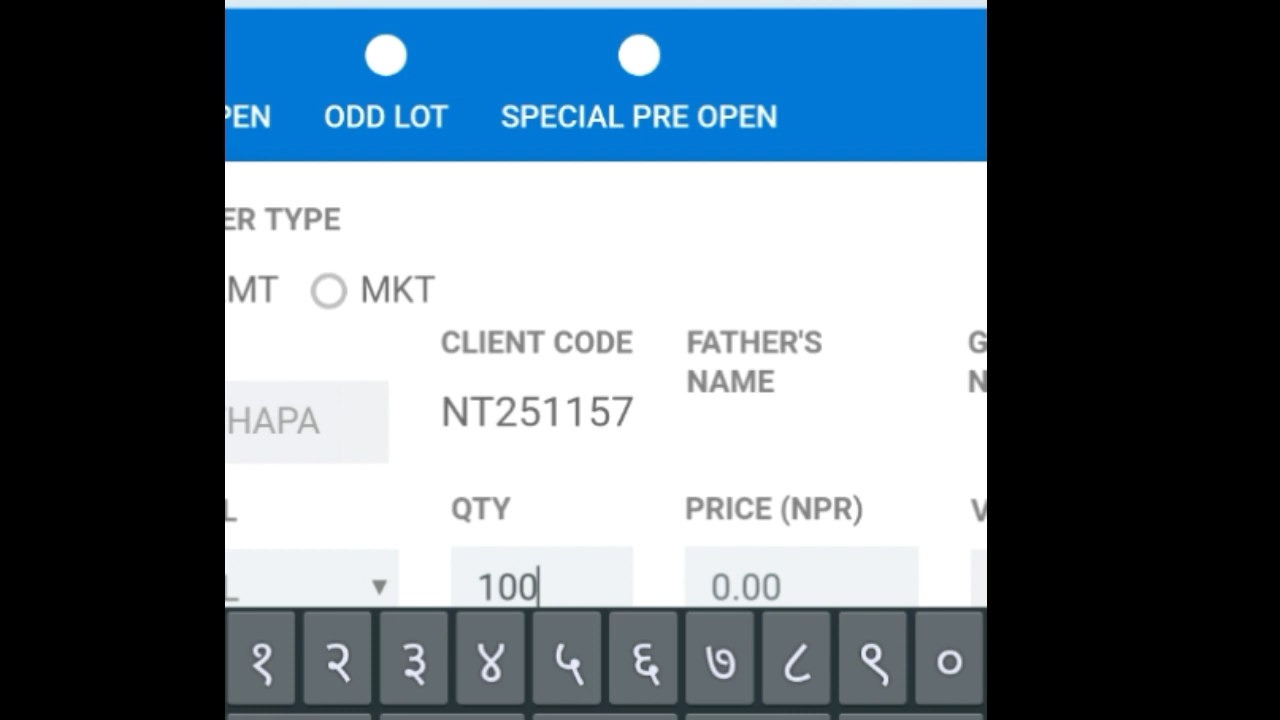 PEN ODD LOT SPECIAL PRE OPEN
ER TYPE
MT MKT
CLIENT CODE FATHER'S NAME G N
HAPA NT251157
L QTY PRICE (NPR) V
L ▼ 100 0.00
१ २ ३ ४ ५ ६ ७ ८ ९ ०